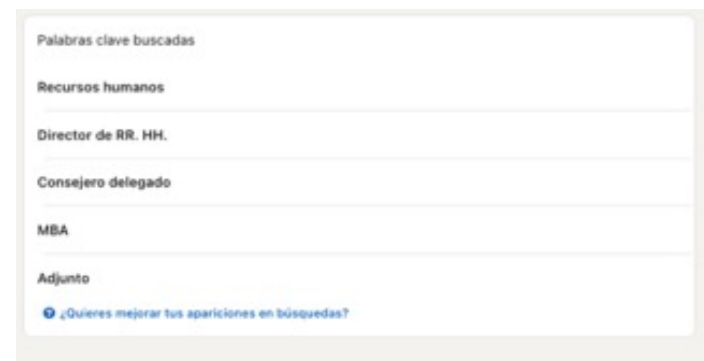 Palabras clave buscadas
Recursos humanos
Director de RR. HH.
Consejero delegado
MBA
Adjunto
¿Quieres mejorar tus apariciones en búsquedas?